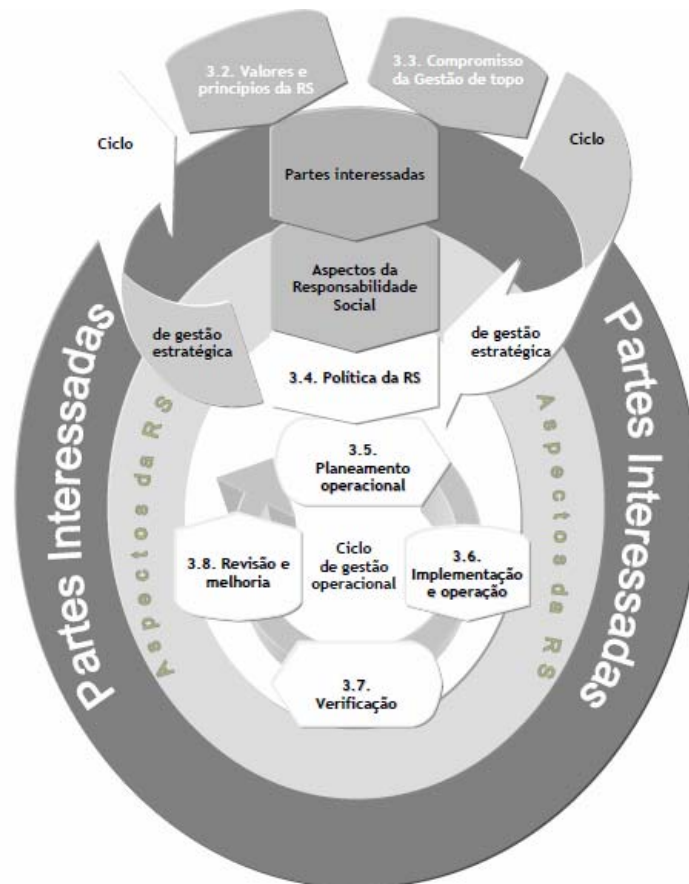 3.2. Valores e
principios da RS
3.3. Compromisso
da Gestão de topo
Ciclo
Ciclo
Partes interessadas
Aspectos da
Responsabilidade
Social
de gestão
estratégica
de gestão
estratégica
3.4. Política da RS
Partes Interessadas
Partes Interessadas
Aspectos da RS
Aspectos da RS
3.5.
Planeamento
operacional
3.8. Revisão e
melhoria
Ciclo
de gestão
operacional
3.6.
Implementação
e operação
3.7.
Verificação